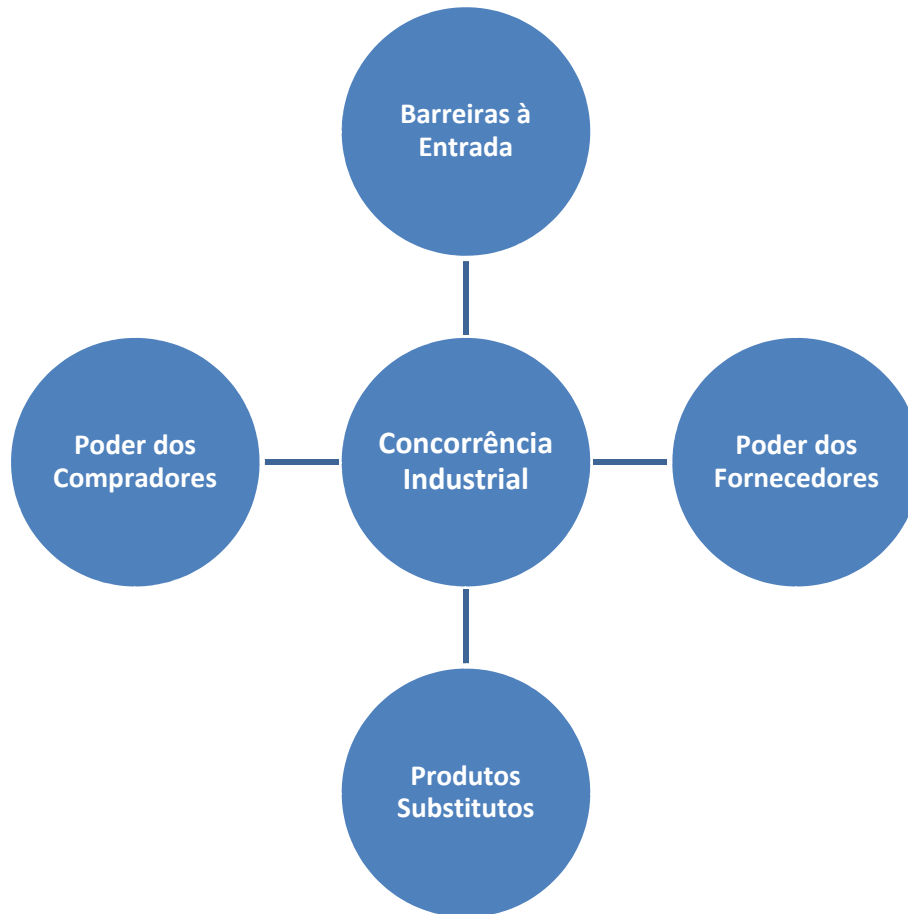 Barreiras à
Entrada
Poder dos
Compradores
Concorrência
Industrial
Poder dos
Fornecedores
Produtos
Substitutos